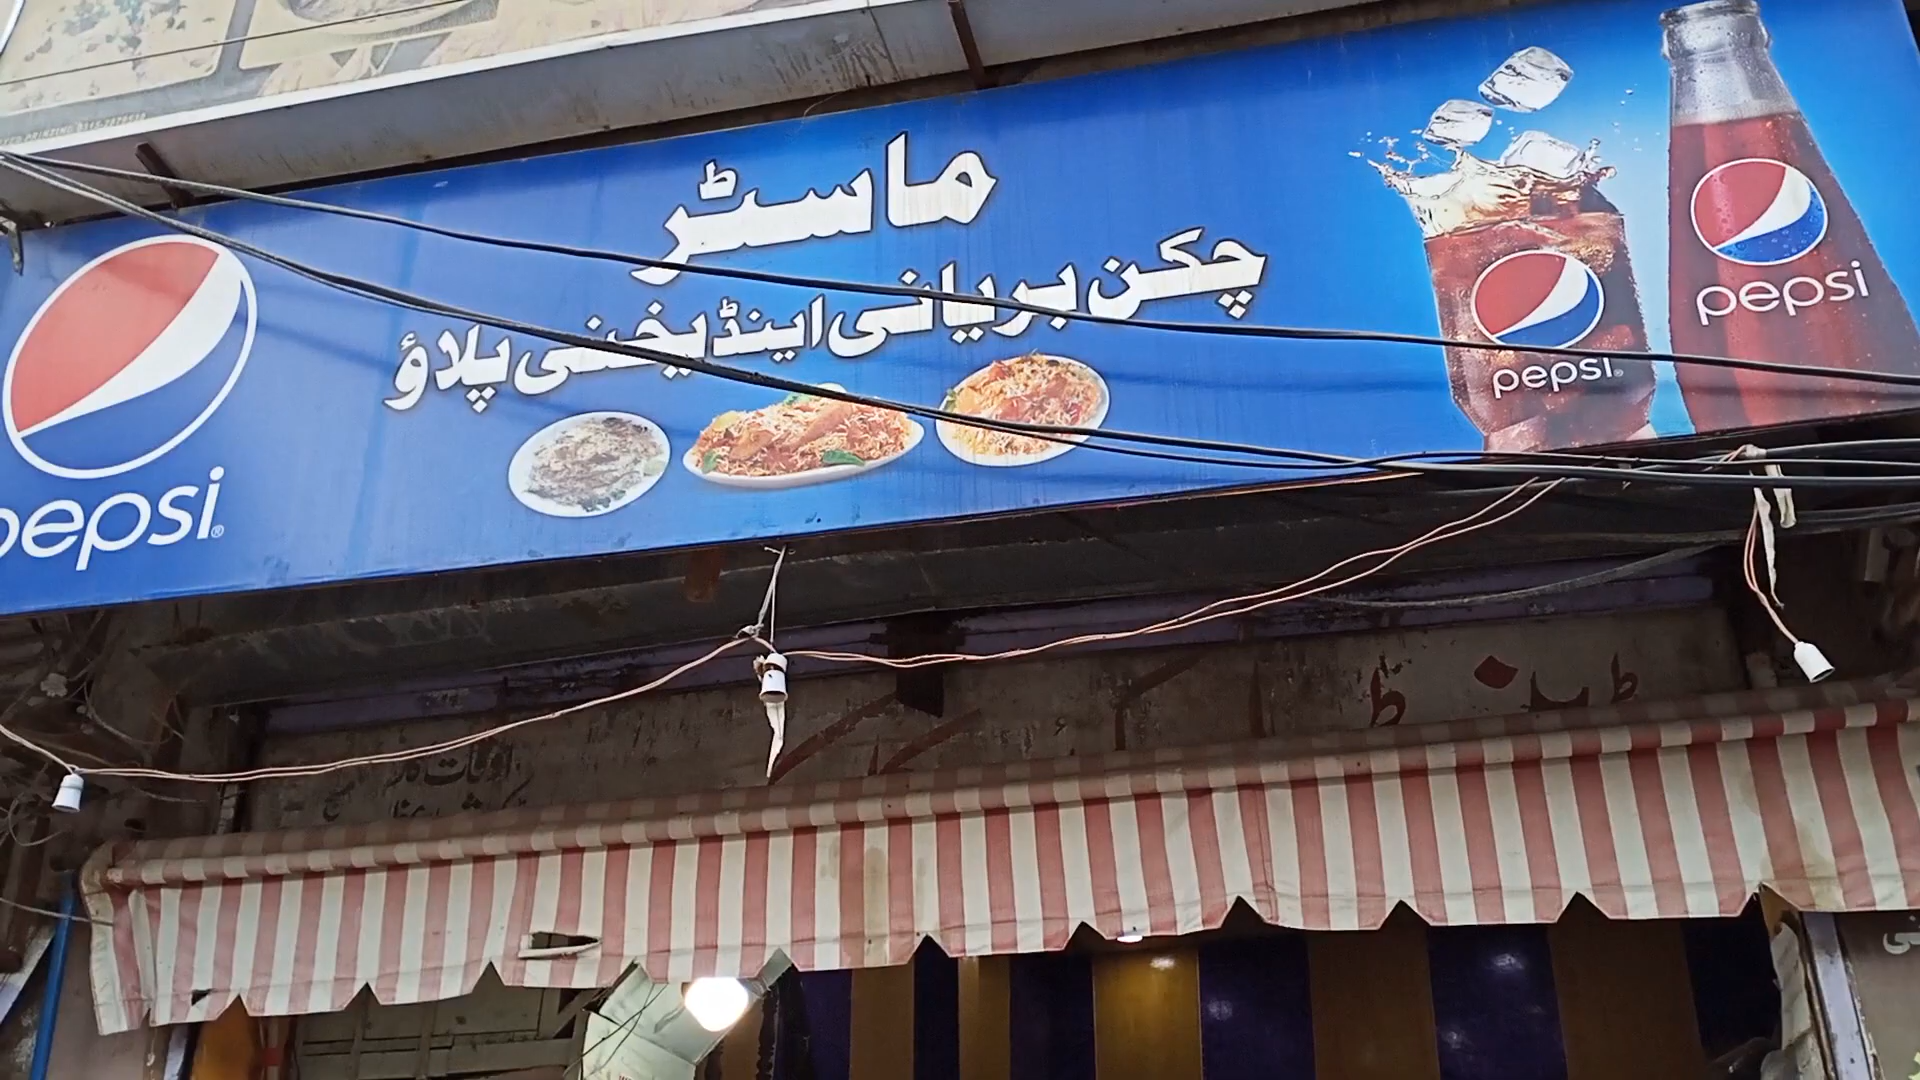 ماسٹر
چکن بریانی اینڈ یخنی پلاؤ
pepsi
pepsi
pepsi